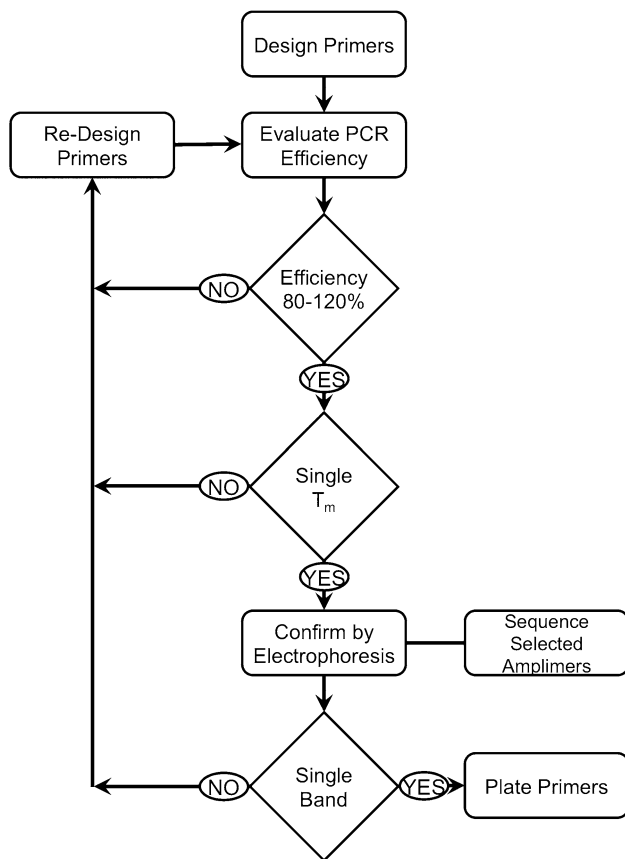 Design Primers
Re-Design
Primers
Evaluate PCR
Efficiency
Efficiency
80-120%
NO
YES
Single
Tm
NO
YES
Confirm by
Electrophoresis
Sequence
Selected
Amplimers
Single
Band
NO
YES
Plate Primers